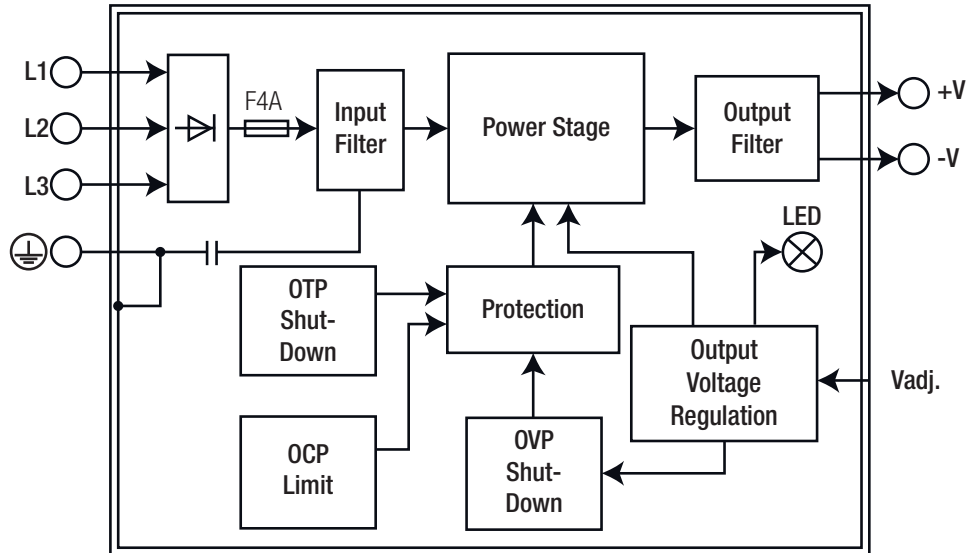 L1
L2
L3
F4A
Input
Filter
Power Stage
Output
Filter
+V
-V
LED
OTP
Shut-
Down
Protection
Output
Voltage
Regulation
Vadj.
OCP
Limit
OVP
Shut-
Down